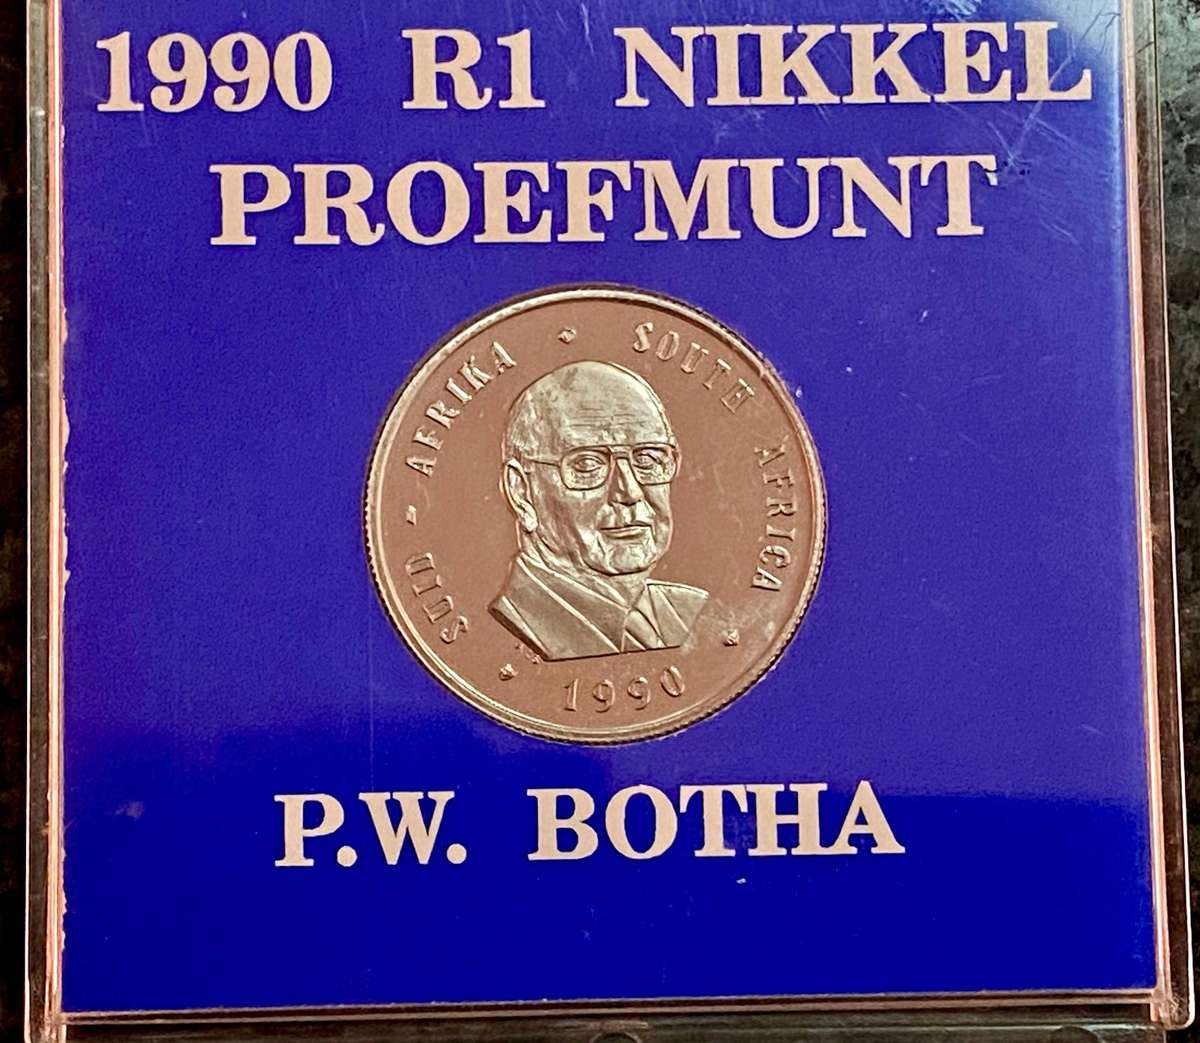 1990 R1 NIKKEL
PROEFMUNT
SUID - AFRIKA • SOUTH AFRICA
1990
P.W. BOTHA